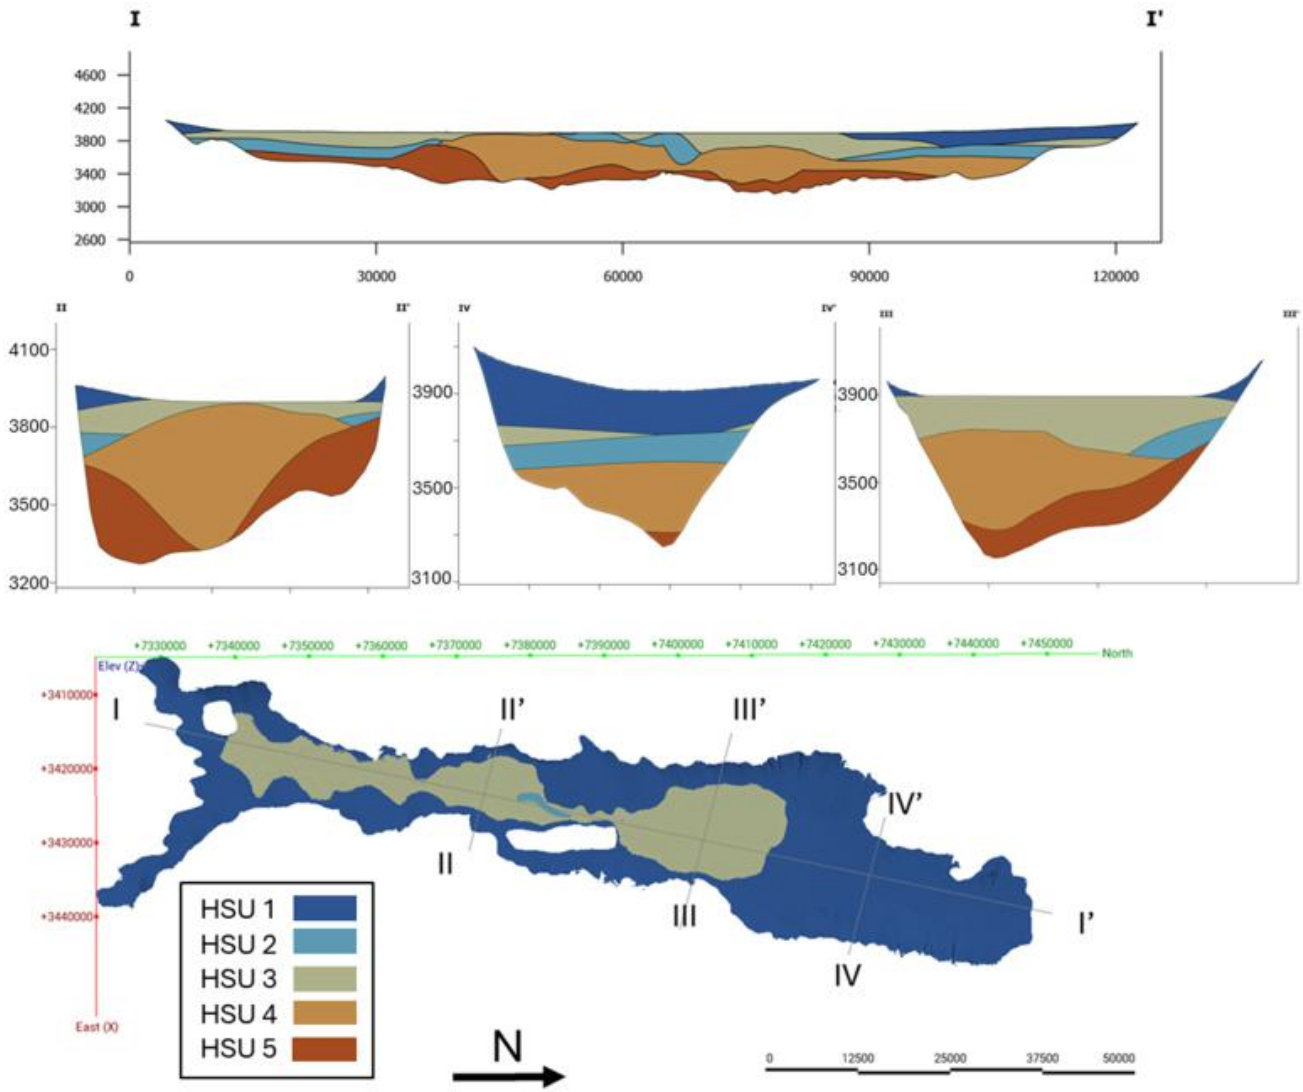 I I'
4600
4200
3800
3400
3000
2600
0 30000 60000 90000 120000
II II' IV IV' III III'
4100
3800
3500
3200
3900
3500
3100
3900
3500
3100
+7330000 +7340000 +7350000 +7360000 +7370000 +7380000 +7390000 +7400000 +7410000 +7420000 +7430000 +7440000 +7450000
North
Elev (Z)
+3410000
+3420000
+3430000
+3440000
East (X)
I
II'
III'
IV'
II
III
I'
IV
HSU 1
HSU 2
HSU 3
HSU 4
HSU 5
N
0 12500 25000 37500 50000